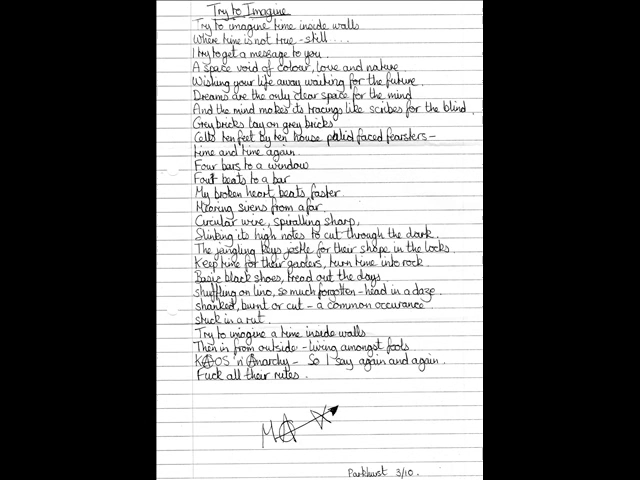 Try to Imagine
Try to imagine time inside walls
Where time is not true - still ...
I try to get a message to you.
A space void of colour, love and nature
Wishing your life away waiting for the future.
Dreams are the only clear space for the mind
And the mind makes its tracings like scribes for the blind.
Grey bricks lay on grey bricks
Cells ten feet by ten house pallid faced fearsters -
time and time again.
Four bars to a window
Four beats to a bar
My broken heart beats faster.
sirens from afar.
Circular wire, spiralling sharp,
Slinking its high notes to cut through the dark.
The jangling keys jostle for their shape in the locks.
Keep time for their gaolers, turn time into rock.
Basic black shoes, tread out the days
shuffling on lino, so much forgotten - head in a daze.
shanked, burnt or cut - a common occurance
stuck in a rut.
Try to imagine a time inside walls
Then in from outside - living amongst fools
KAOS 'n' Anarchy - So I say again and again
Fuck all their rules.
Parkhurst 3/10.